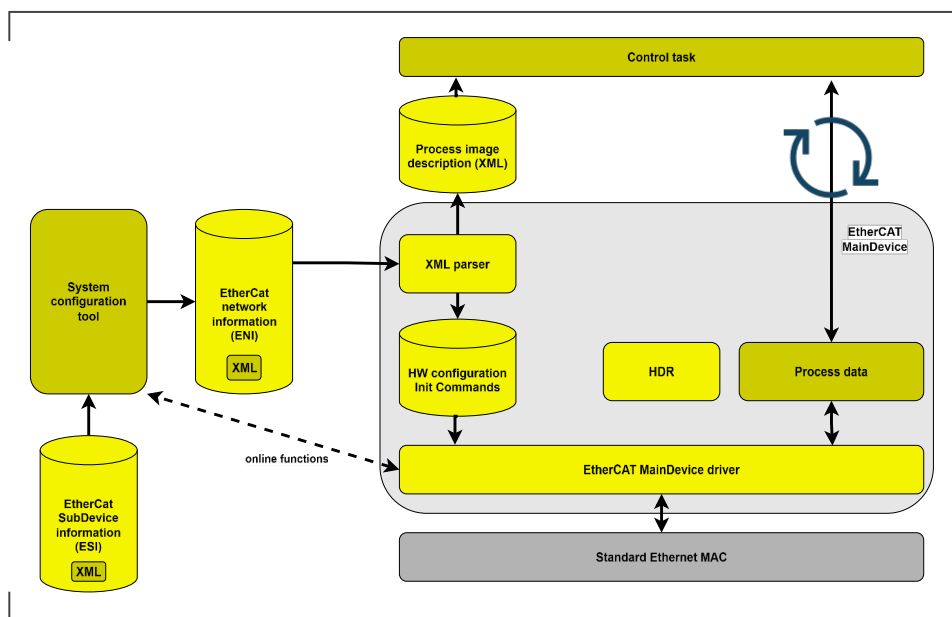 Control task
Process image
description (XML)
EtherCAT
MainDevice
XML parser
System
configuration
tool
EtherCat
network
information
(ENI)
XML
HW configuration
Init Commands
HDR
Process data
online functions
EtherCAT MainDevice driver
EtherCat
SubDevice
information
(ESI)
XML
Standard Ethernet MAC